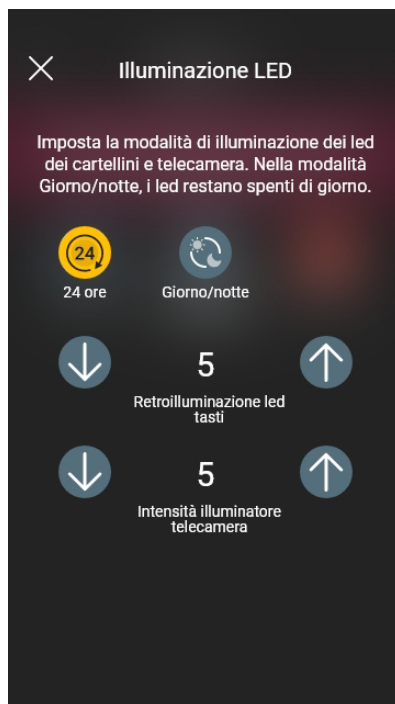 Illuminazione LED
Imposta la modalità di illuminazione dei led
dei cartellini e telecamera. Nella modalità
Giorno/notte, i led restano spenti di giorno.
24
24 ore
Giorno/notte
5
Retroilluminazione led
tasti
5
Intensità illuminatore
telecamera